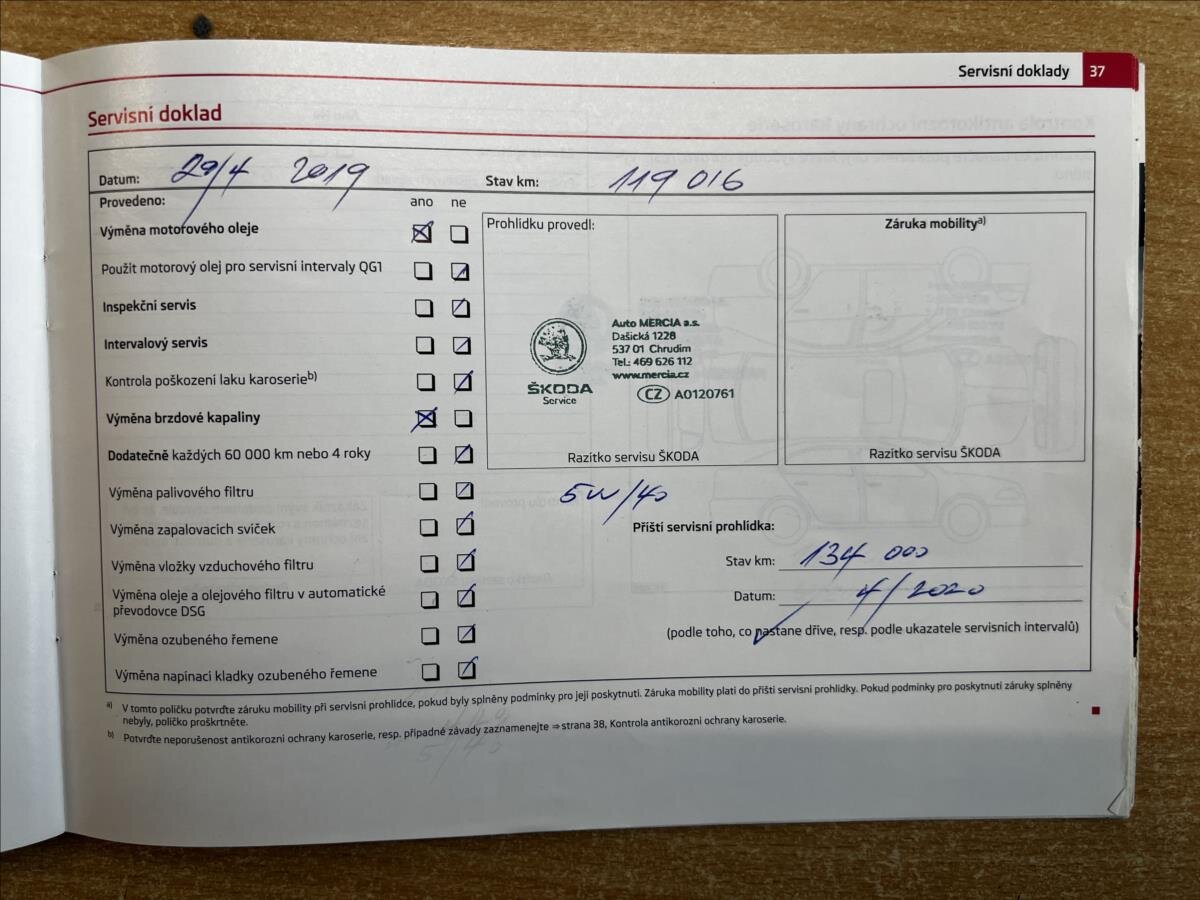 Servisní doklady 37
Servisní doklad
Datum: 29/4 2019 Stav km: 119 016
Provedeno: ano ne
Výměna motorového oleje
Použit motorový olej pro servisní intervaly QG1
Inspekční servis
Intervalový servis
Kontrola poškození laku karoserieb)
Výměna brzdové kapaliny
Dodatečně každých 60 000 km nebo 4 roky
Výměna palivového filtru
Výměna zapalovacích svíček
Výměna vložky vzduchového filtru
Výměna oleje a olejového filtru v automatické
převodovce DSG
Výměna ozubeného řemene
Výměna napínací kladky ozubeného řemene
Prohlídku provedl:
Auto MERCIA a.s.
Dašická 1228
537 01 Chrudim
Tel.: 469 626 112
www.mercia.cz
CZ A0120761
ŠKODA
Service
Razítko servisu ŠKODA
Záruka mobilitya)
Razítko servisu ŠKODA
5W/40
Příští servisní prohlídka:
Stav km: 134 000
Datum: 4/2020
(podle toho, co nastane dříve, resp. podle ukazatele servisních intervalů)
a) V tomto políčku potvrďte záruku mobility při servisní prohlídce, pokud byly splněny podmínky pro její poskytnutí. Záruka mobility platí do příští servisní prohlídky. Pokud podmínky pro poskytnutí záruky splněny
nebyly, políčko proškrtněte.
b) Potvrďte neporušenost antikorozní ochrany karoserie, resp. případné závady zaznamenejte ⇒ strana 38, Kontrola antikorozní ochrany karoserie.